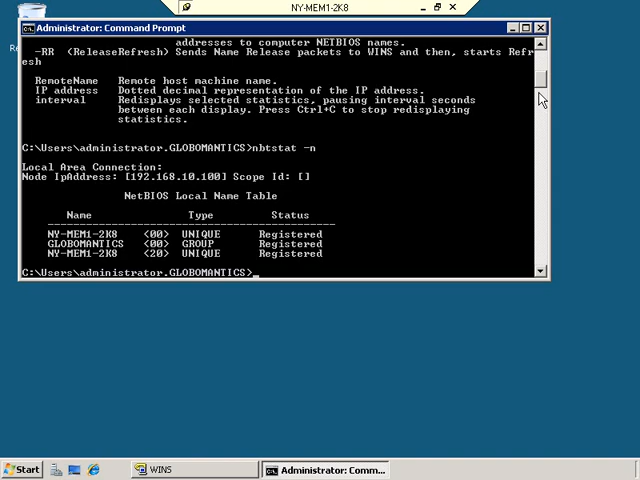 NY-MEM1-2K8
Administrator: Command Prompt
addresses to computer NETBIOS names.
-RR (ReleaseRefresh) Sends Name Release packets to WINS and then, starts Refr
esh
RemoteName Remote host machine name.
IP address Dotted decimal representation of the IP address.
interval Redisplays selected statistics, pausing interval seconds
between each display. Press Ctrl+C to stop redisplaying
statistics.
C:\Users\administrator.GLOBOMANTICS>nbtstat -n
Local Area Connection:
Node IpAddress: [192.168.10.100] Scope Id: []
NetBIOS Local Name Table
Name Type Status
---------------------------------------------
NY-MEM1-2K8 <00> UNIQUE Registered
GLOBOMANTICS <00> GROUP Registered
NY-MEM1-2K8 <20> UNIQUE Registered
C:\Users\administrator.GLOBOMANTICS>_
Start WINS Administrator: Comm...